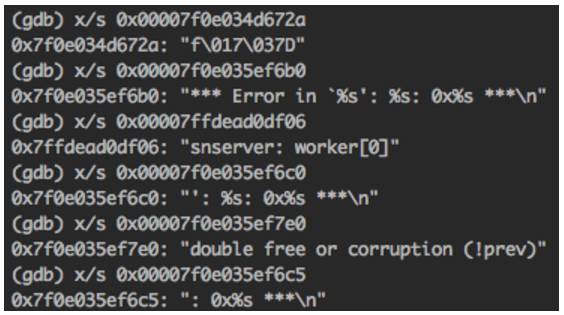 (gdb) x/s 0x00007f0e034d672a
0x7f0e034d672a: "f\017\037D"
(gdb) x/s 0x00007f0e035ef6b0
0x7f0e035ef6b0: "*** Error in `%s': %s: 0x%s ***\n"
(gdb) x/s 0x00007ffdead0df06
0x7ffdead0df06: "snserver: worker[0]"
(gdb) x/s 0x00007f0e035ef6c0
0x7f0e035ef6c0: "': %s: 0x%s ***\n"
(gdb) x/s 0x00007f0e035ef7e0
0x7f0e035ef7e0: "double free or corruption (!prev)"
(gdb) x/s 0x00007f0e035ef6c5
0x7f0e035ef6c5: ": 0x%s ***\n"